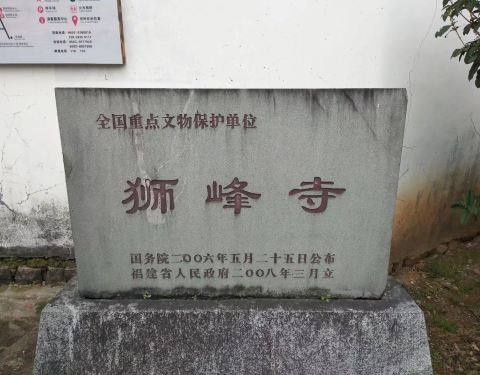 全国重点文物保护单位
狮峰寺
国务院二〇〇六年五月二十五日公布
福建省人民政府二〇〇八年三月立